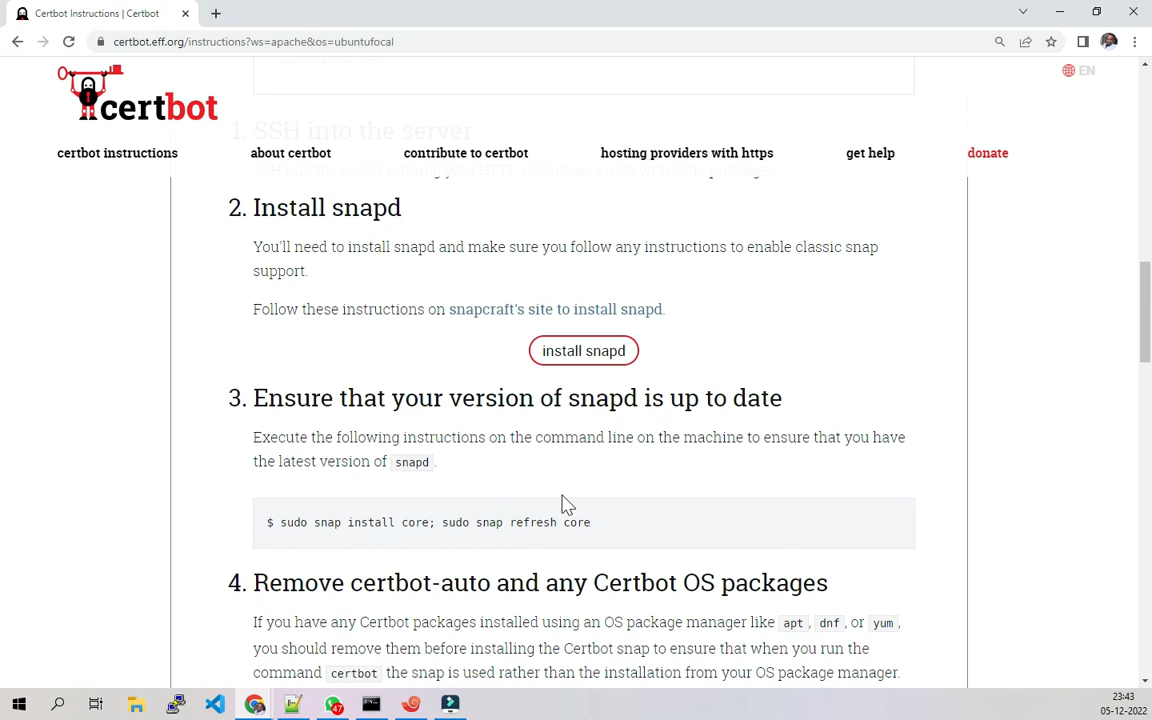 Certbot Instructions | Certbot
certbot.eff.org/instructions?ws=apache&os=ubuntufocal
certbot
EN
1. SSH into the server
certbot instructions
about certbot
contribute to certbot
hosting providers with https
get help
donate
2. Install snapd
You'll need to install snapd and make sure you follow any instructions to enable classic snap
support.
Follow these instructions on snapcraft's site to install snapd.
install snapd
3. Ensure that your version of snapd is up to date
Execute the following instructions on the command line on the machine to ensure that you have
the latest version of snapd .
$ sudo snap install core; sudo snap refresh core
4. Remove certbot-auto and any Certbot OS packages
If you have any Certbot packages installed using an OS package manager like apt, dnf, or yum,
you should remove them before installing the Certbot snap to ensure that when you run the
command certbot the snap is used rather than the installation from your OS package manager.
47
23:43
05-12-2022